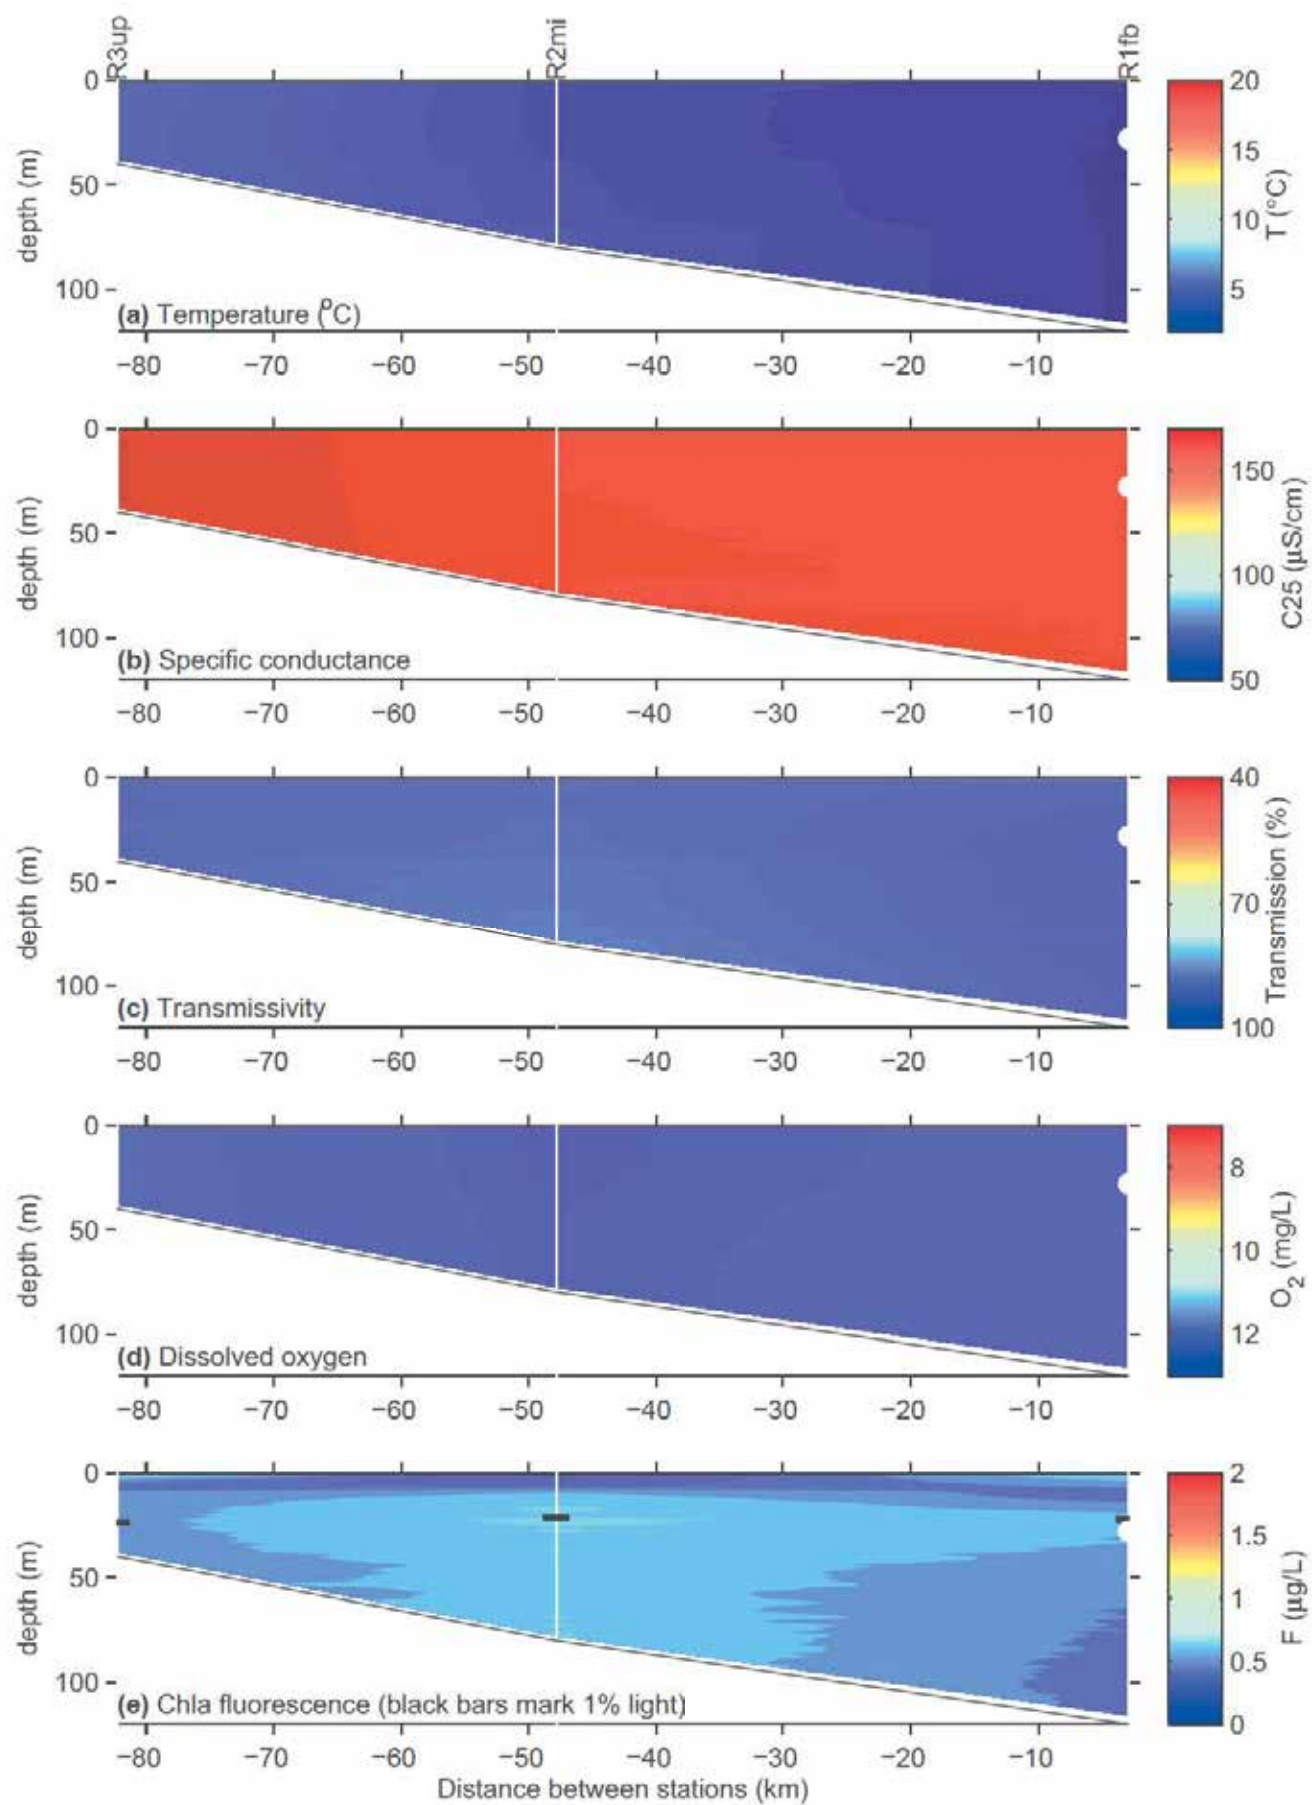 R3up R2mi R1fb
0 20
15
depth (m) 50 10 T (°C)
100 5
(a) Temperature (°C)
−80 −70 −60 −50 −40 −30 −20 −10
0
150
depth (m) 50 100 C25 (µS/cm)
100
(b) Specific conductance 50
−80 −70 −60 −50 −40 −30 −20 −10
0 40
depth (m) 50 70 Transmission (%)
100
(c) Transmissivity 100
−80 −70 −60 −50 −40 −30 −20 −10
0
8
depth (m) 50 10 O2 (mg/L)
100 12
(d) Dissolved oxygen
−80 −70 −60 −50 −40 −30 −20 −10
0 2
1.5
depth (m) 50 1 F (µg/L)
0.5
100
(e) Chla fluorescence (black bars mark 1% light) 0
−80 −70 −60 −50 −40 −30 −20 −10
Distance between stations (km)